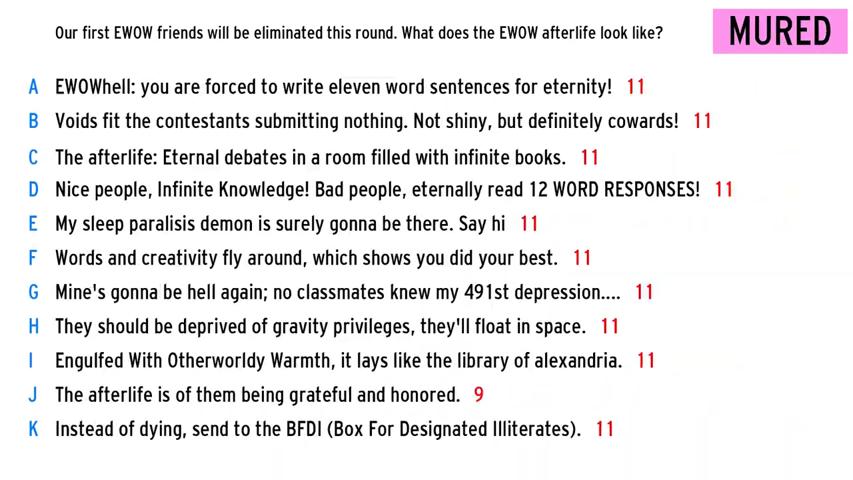 Our first EWOW friends will be eliminated this round. What does the EWOW afterlife look like?
MURED
A EWOWhell: you are forced to write eleven word sentences for eternity! 11
B Voids fit the contestants submitting nothing. Not shiny, but definitely cowards! 11
C The afterlife: Eternal debates in a room filled with infinite books. 11
D Nice people, Infinite Knowledge! Bad people, eternally read 12 WORD RESPONSES! 11
E My sleep paralisis demon is surely gonna be there. Say hi 11
F Words and creativity fly around, which shows you did your best. 11
G Mine's gonna be hell again; no classmates knew my 491st depression.... 11
H They should be deprived of gravity privileges, they'll float in space. 11
I Engulfed With Otherworldy Warmth, it lays like the library of alexandria. 11
J The afterlife is of them being grateful and honored. 9
K Instead of dying, send to the BFDI (Box For Designated Illiterates). 11